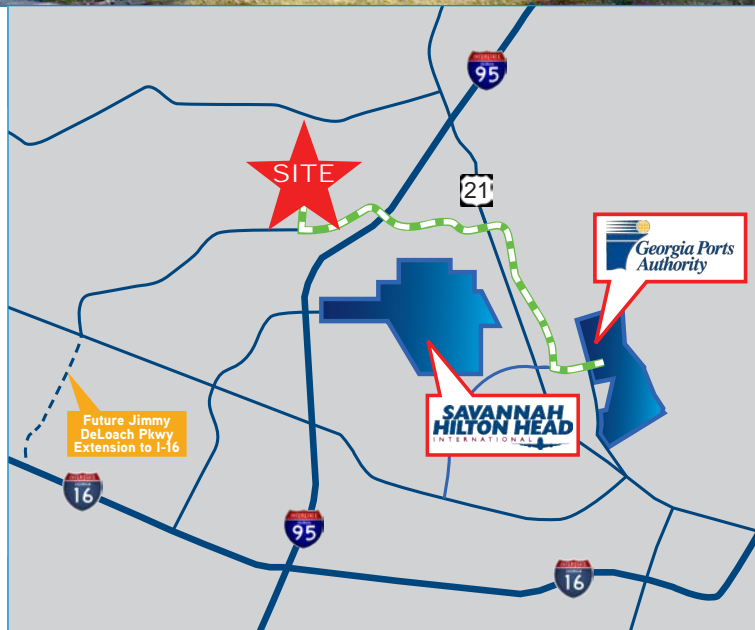 95
SITE
21
Georgia Ports
Authority
SAVANNAH
HILTON HEAD
INTERNATIONAL
Future Jimmy
DeLoach Pkwy
Extension to I-16
INTERSTATE
16
95
16